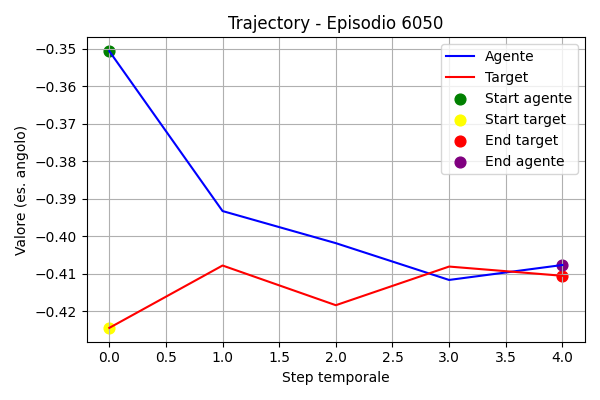 Trajectory - Episodio 6050
Agente
Target
Start agente
Start target
End target
End agente
Valore (es. angolo)
−0.35
−0.36
−0.37
−0.38
−0.39
−0.40
−0.41
−0.42
0.0 0.5 1.0 1.5 2.0 2.5 3.0 3.5 4.0
Step temporale